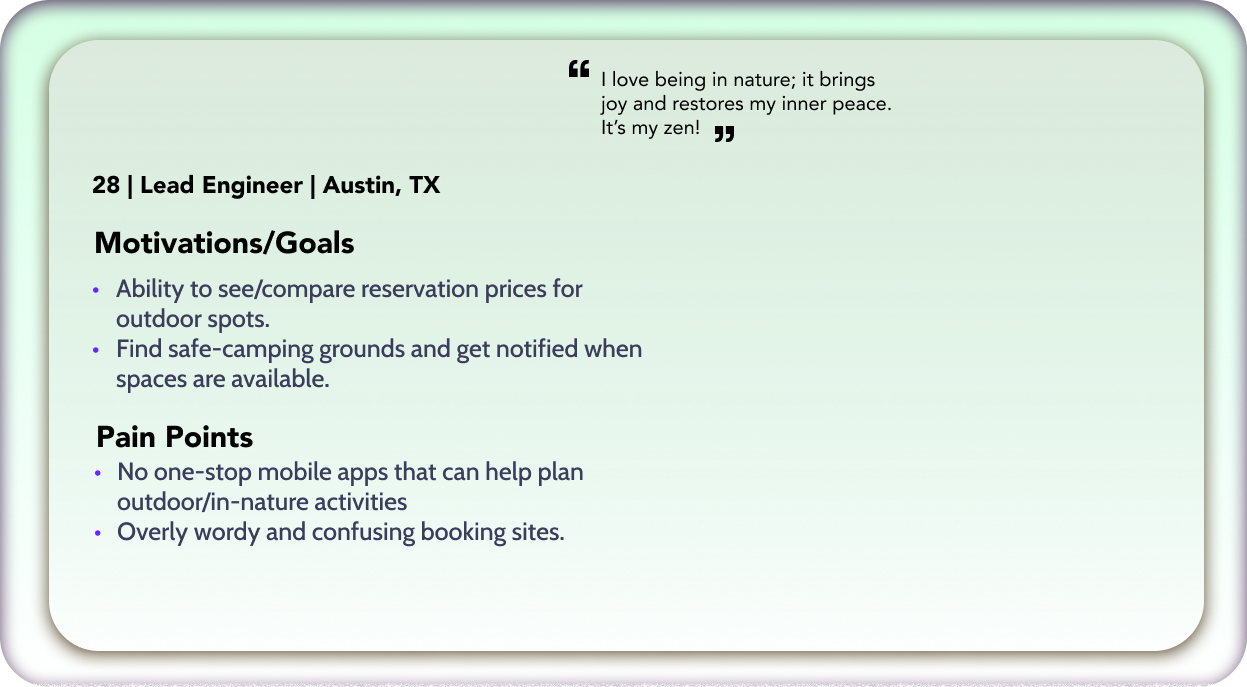 “ I love being in nature; it brings
joy and restores my inner peace.
It’s my zen! ”
28 | Lead Engineer | Austin, TX
Motivations/Goals
• Ability to see/compare reservation prices for
outdoor spots.
• Find safe-camping grounds and get notified when
spaces are available.
Pain Points
• No one-stop mobile apps that can help plan
outdoor/in-nature activities
• Overly wordy and confusing booking sites.